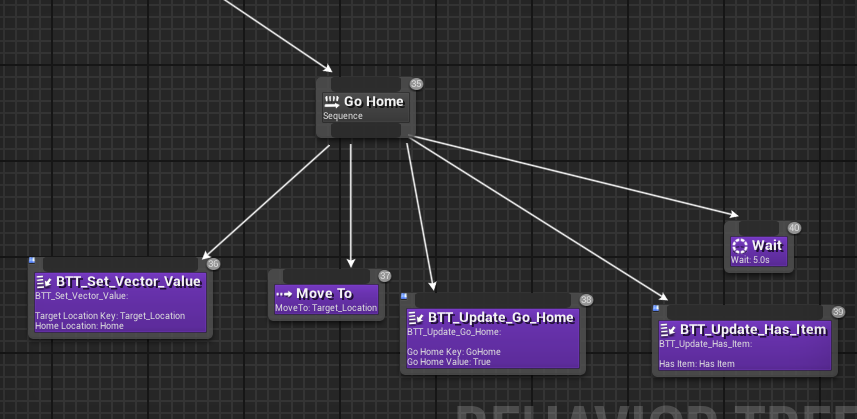 35
Go Home
Sequence
36
BTT_Set_Vector_Value
BTT_Set_Vector_Value:
Target Location Key: Target_Location
Home Location: Home
37
Move To
MoveTo: Target_Location
38
BTT_Update_Go_Home
BTT_Update_Go_Home:
Go Home Key: GoHome
Go Home Value: True
39
BTT_Update_Has_Item
BTT_Update_Has_Item:
Has Item: Has Item
40
Wait
Wait: 5.0s
BEHAVIOR TREE